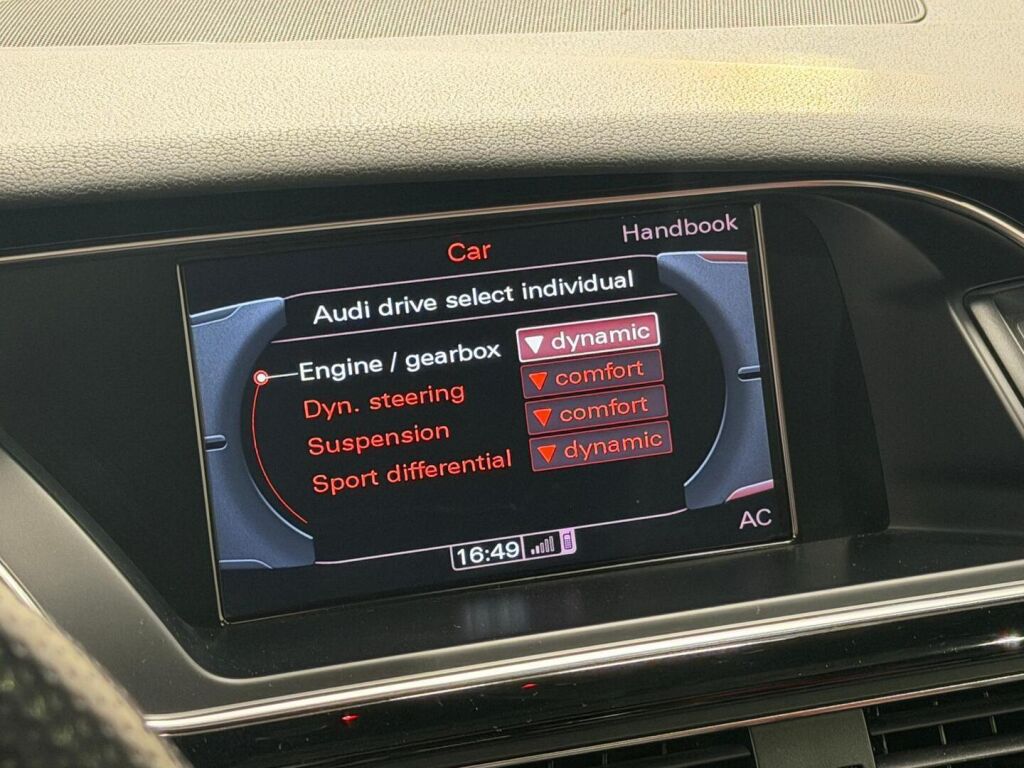 Car
Handbook
Audi drive select individual
Engine / gearbox dynamic
Dyn. steering comfort
Suspension comfort
Sport differential dynamic
16:49
AC